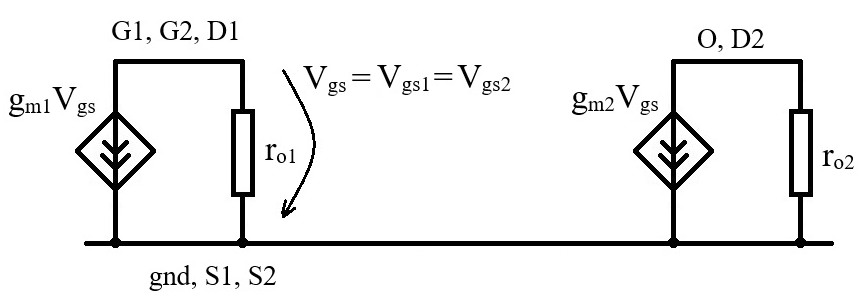 G1, G2, D1
O, D2
Vgs = Vgs1 = Vgs2
gm1Vgs
gm2Vgs
ro1
ro2
gnd, S1, S2